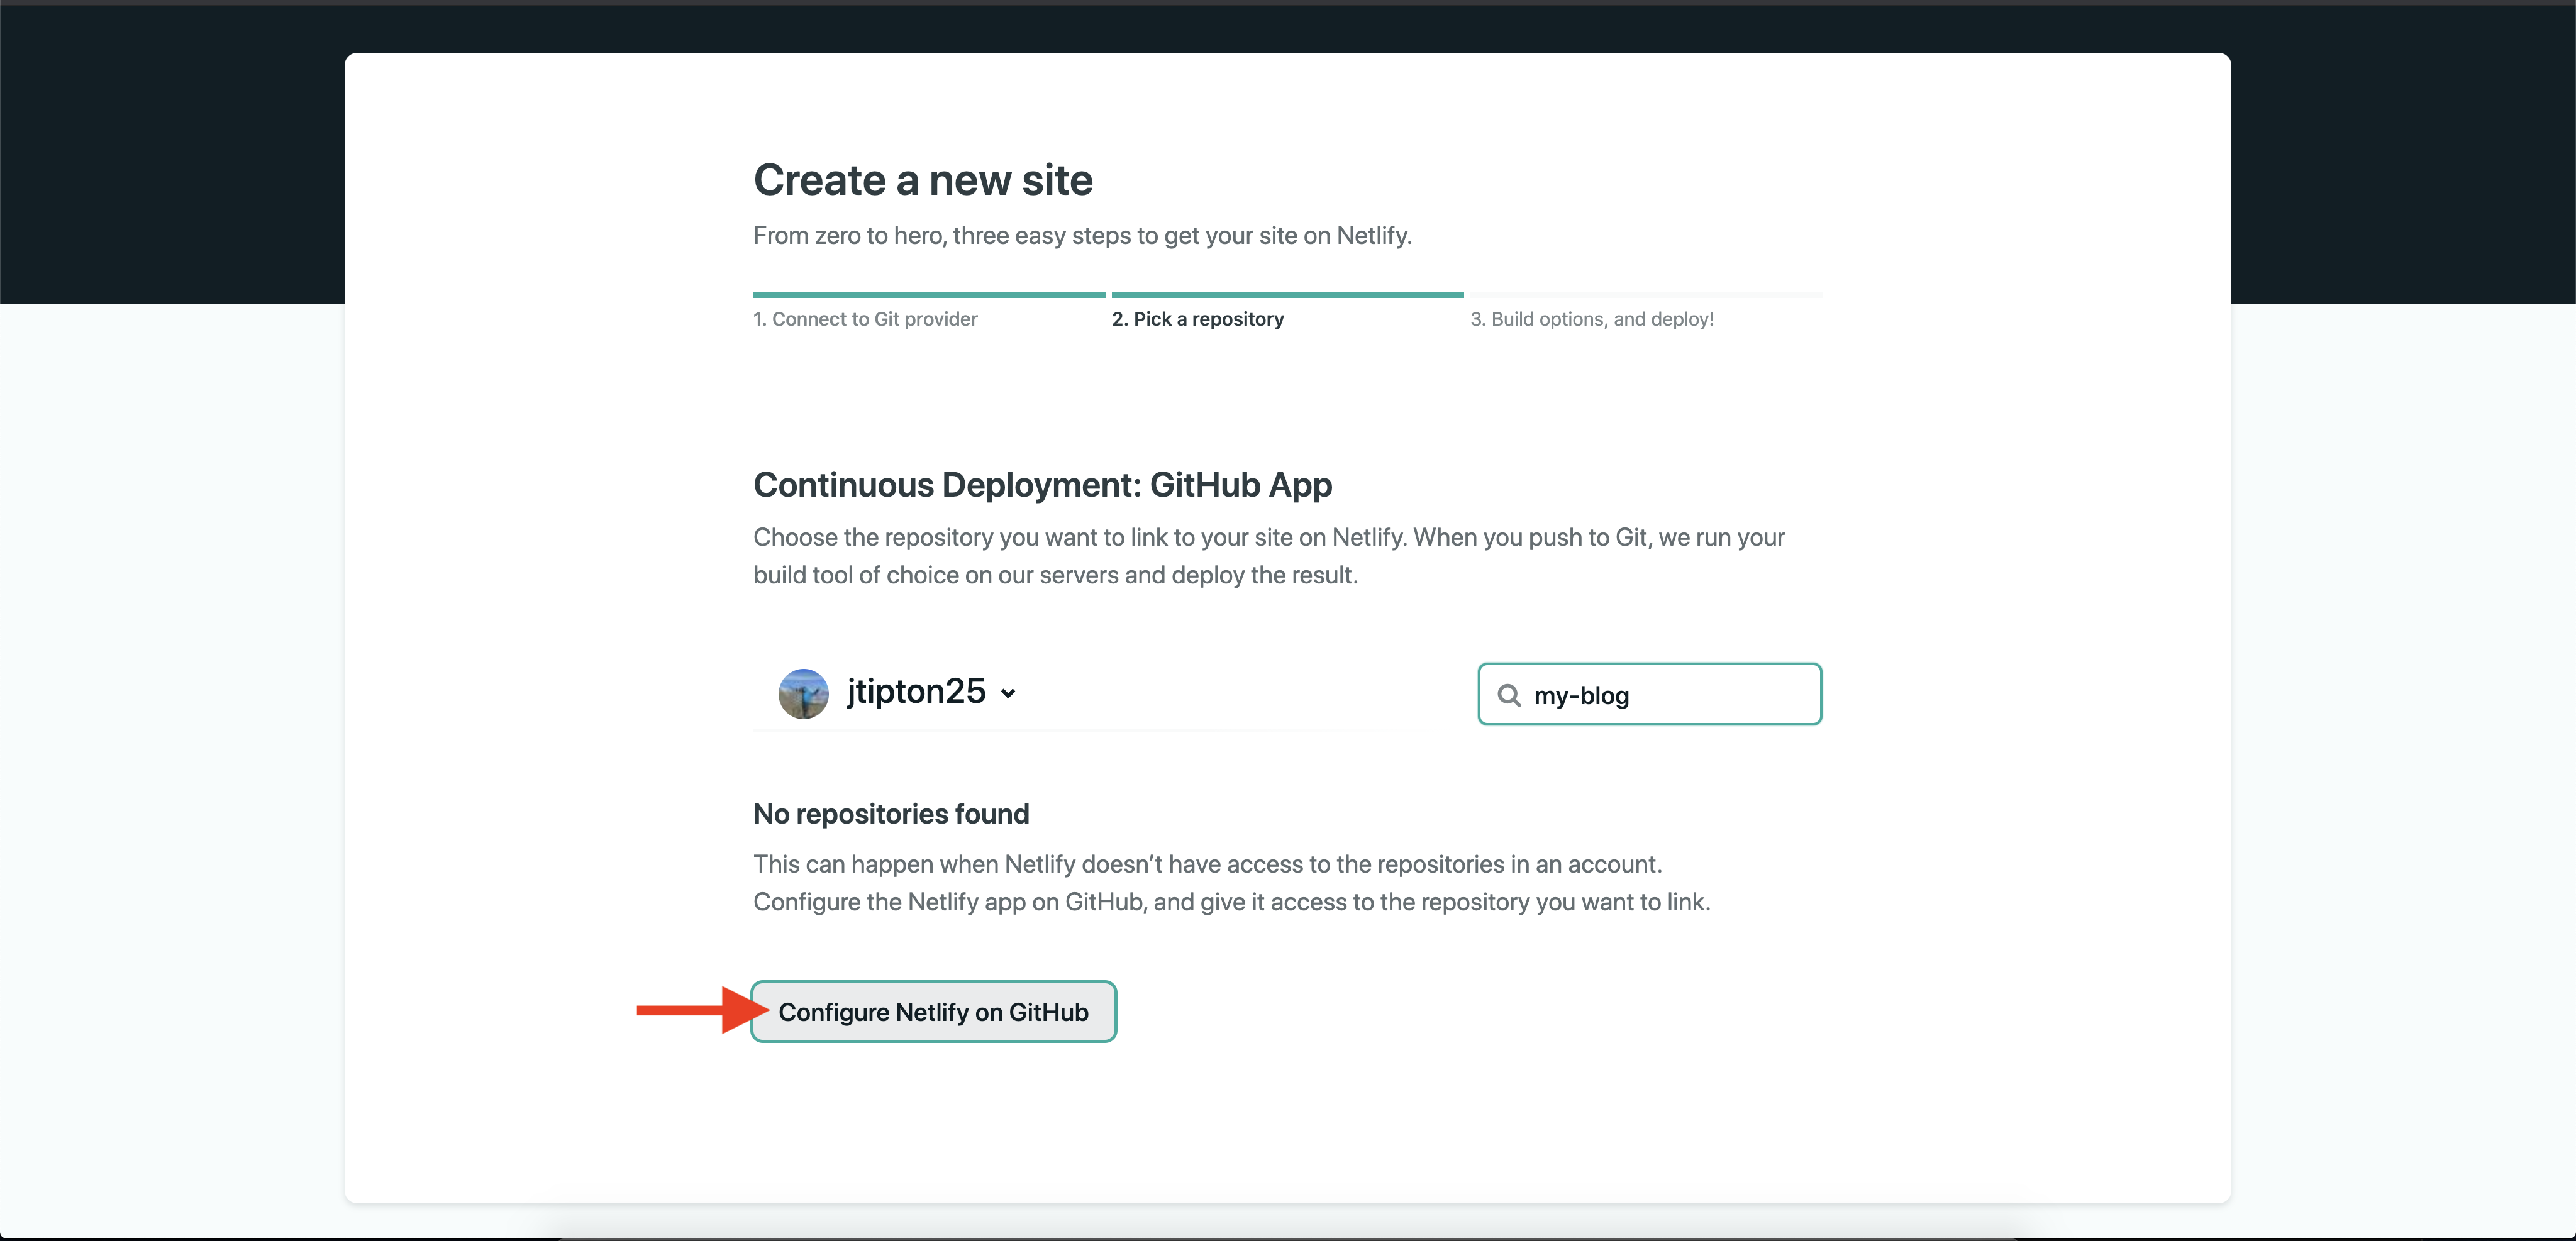 Create a new site
From zero to hero, three easy steps to get your site on Netlify.
1. Connect to Git provider
2. Pick a repository
3. Build options, and deploy!
Continuous Deployment: GitHub App
Choose the repository you want to link to your site on Netlify. When you push to Git, we run your
build tool of choice on our servers and deploy the result.
jtipton25
my-blog
No repositories found
This can happen when Netlify doesn’t have access to the repositories in an account.
Configure the Netlify app on GitHub, and give it access to the repository you want to link.
Configure Netlify on GitHub